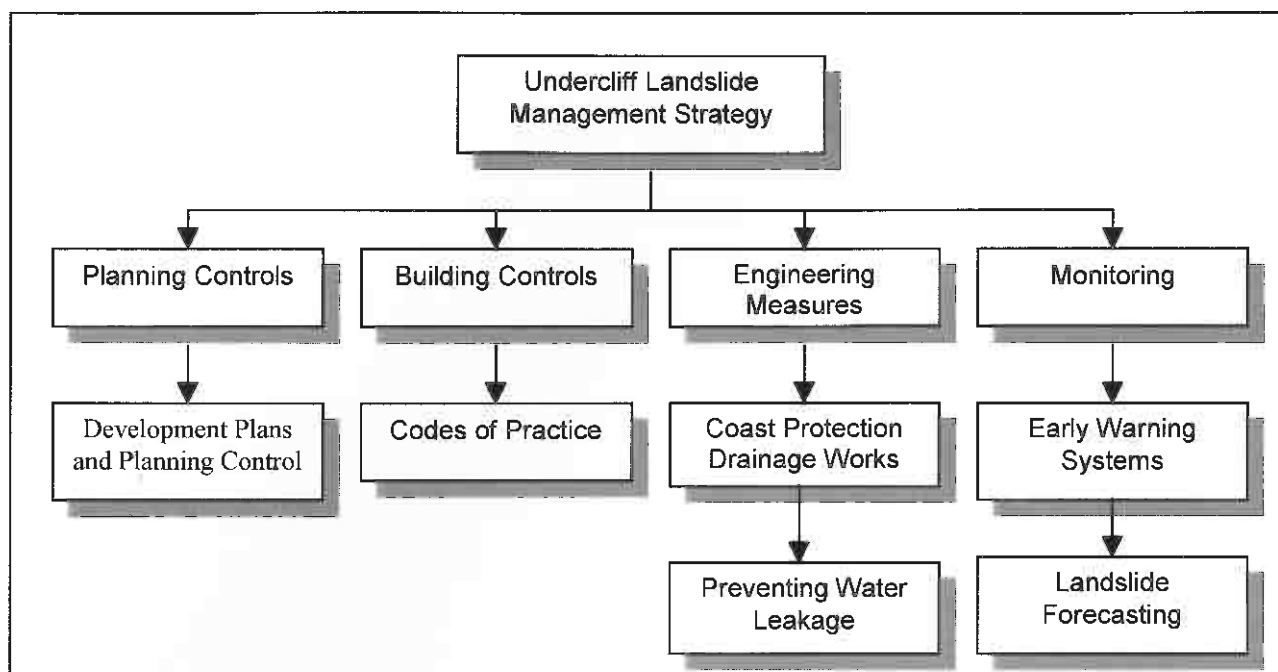 Undercliff Landslide
Management Strategy
Planning Controls
Building Controls
Engineering
Measures
Monitoring
Development Plans
and Planning Control
Codes of Practice
Coast Protection
Drainage Works
Early Warning
Systems
Preventing Water
Leakage
Landslide
Forecasting